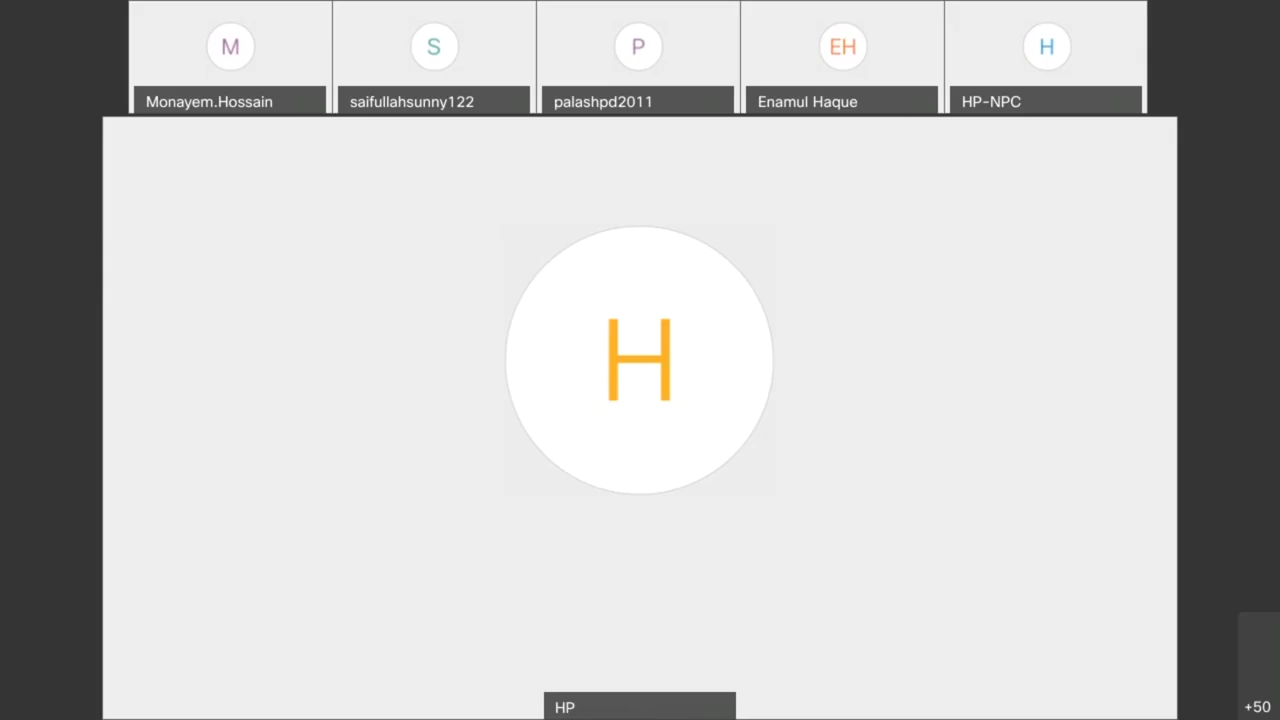 M
S
P
EH
H
Monayem.Hossain
saifullahsunny122
palashpd2011
Enamul Haque
HP-NPC
H
HP
+50